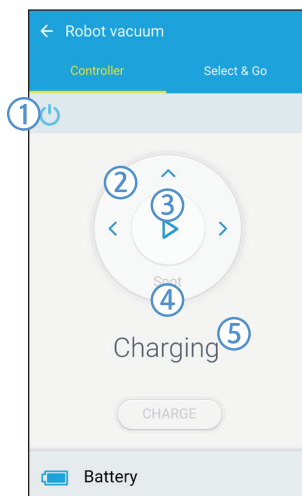 Robot vacuum
Controller Select & Go
1
2
3
Spot
4
Charging 5
CHARGE
Battery